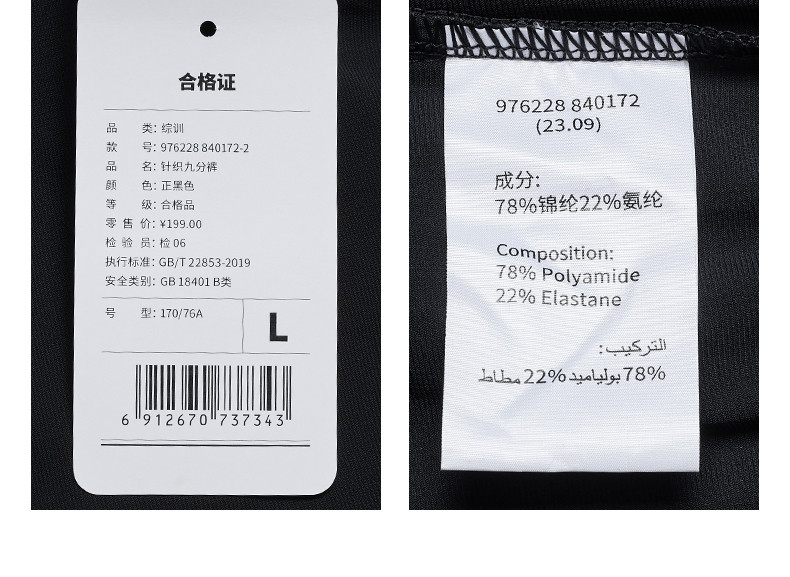 合格证
品 类: 综训
款 号: 976228 840172-2
品 名: 针织九分裤
颜 色: 正黑色
等 级: 合格品
零 售 价: ¥199.00
检 验 员: 检 06
执行标准: GB/T 22853-2019
安全类别: GB 18401 B类
号 型: 170/76A
L
6 912670 737343
976228 840172
(23.09)
成分:
78%锦纶22%氨纶
Composition:
78% Polyamide
22% Elastane
التركيب:
78%بولياميد22%مطاط